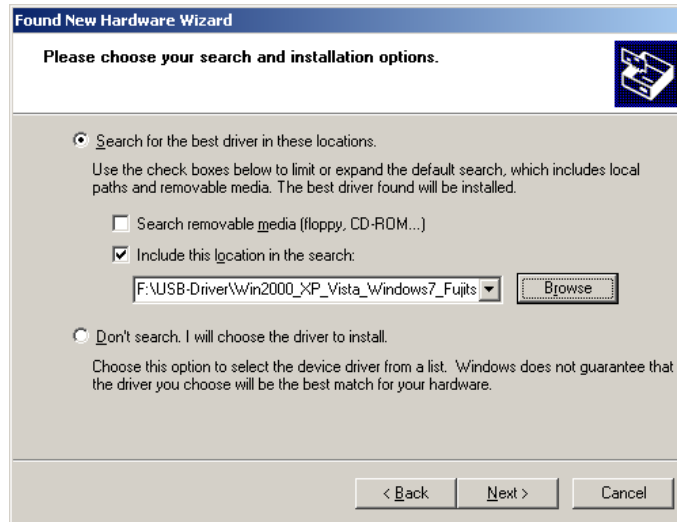 Found New Hardware Wizard
Please choose your search and installation options.
Search for the best driver in these locations.
Use the check boxes below to limit or expand the default search, which includes local
paths and removable media. The best driver found will be installed.
Search removable media (floppy, CD-ROM...)
Include this location in the search:
F:\USB-Driver\Win2000_XP_Vista_Windows7_Fujits
Browse
Don't search. I will choose the driver to install.
Choose this option to select the device driver from a list. Windows does not guarantee that
the driver you choose will be the best match for your hardware.
< Back Next > Cancel